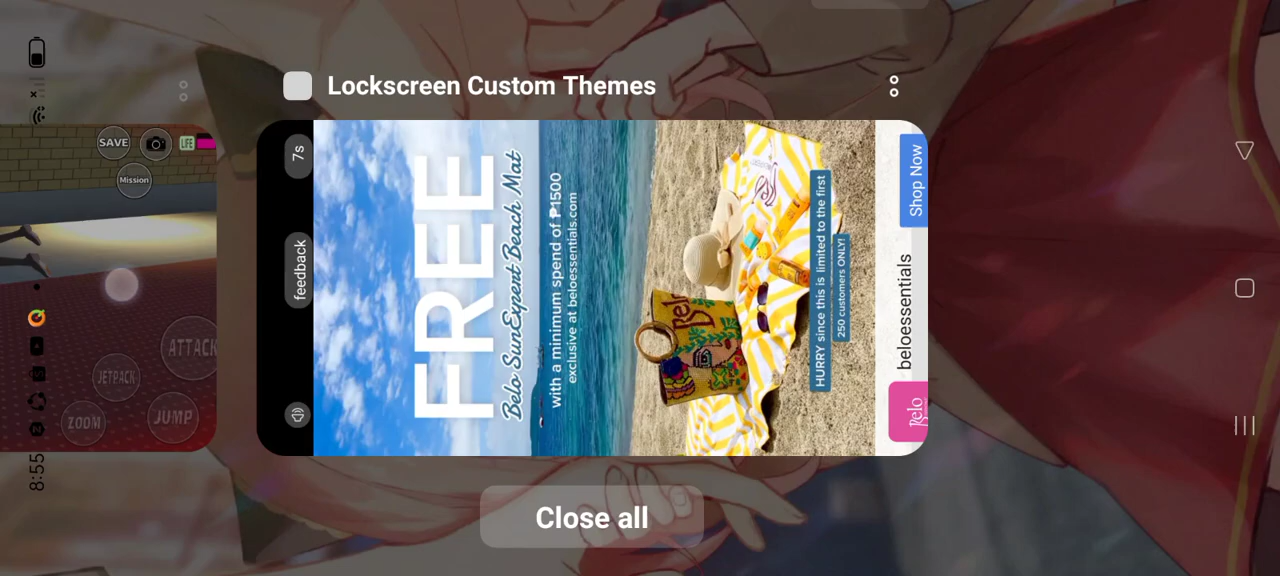 Lockscreen Custom Themes
SAVE
LIFE
Mission
ATTACK
JETPACK
ZOOM
JUMP
8:55
7s
feedback
FREE
Belo SunExpert Beach Mat
with a minimum spend of ₱1500
exclusive at beloessentials.com
Belo
HURRY since this is limited to the first
250 customers ONLY!
Shop Now
beloessentials
Belo
Close all